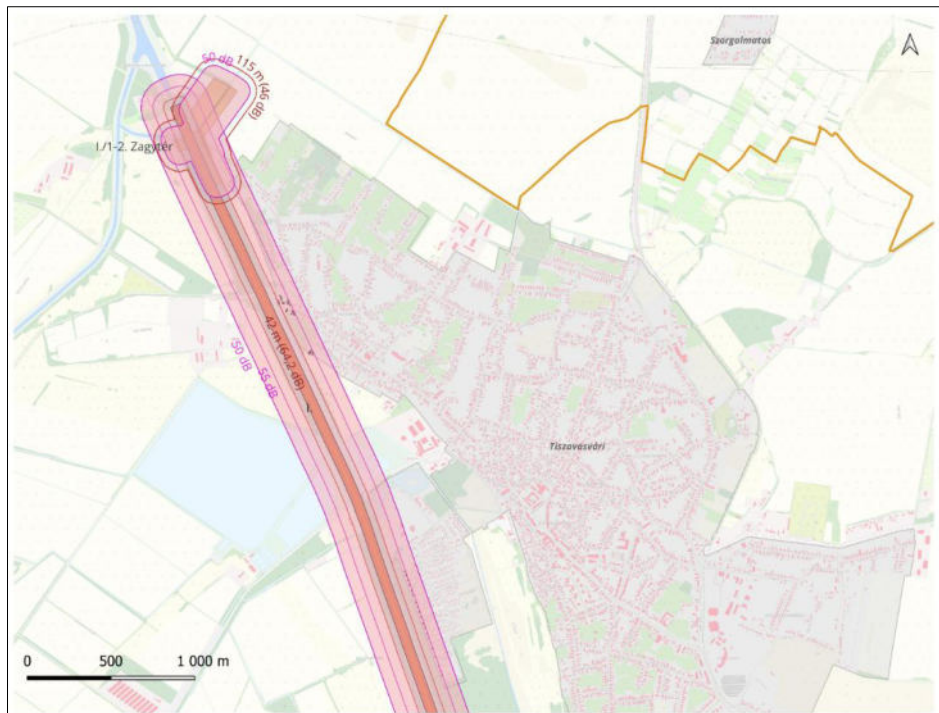 Szorgalmatos
50 dB
115 m (46 dB)
I./1-2. Zagytér
42 m (64,2 dB)
50 dB
55 dB
I.
Tiszavasvári
0 500 1 000 m